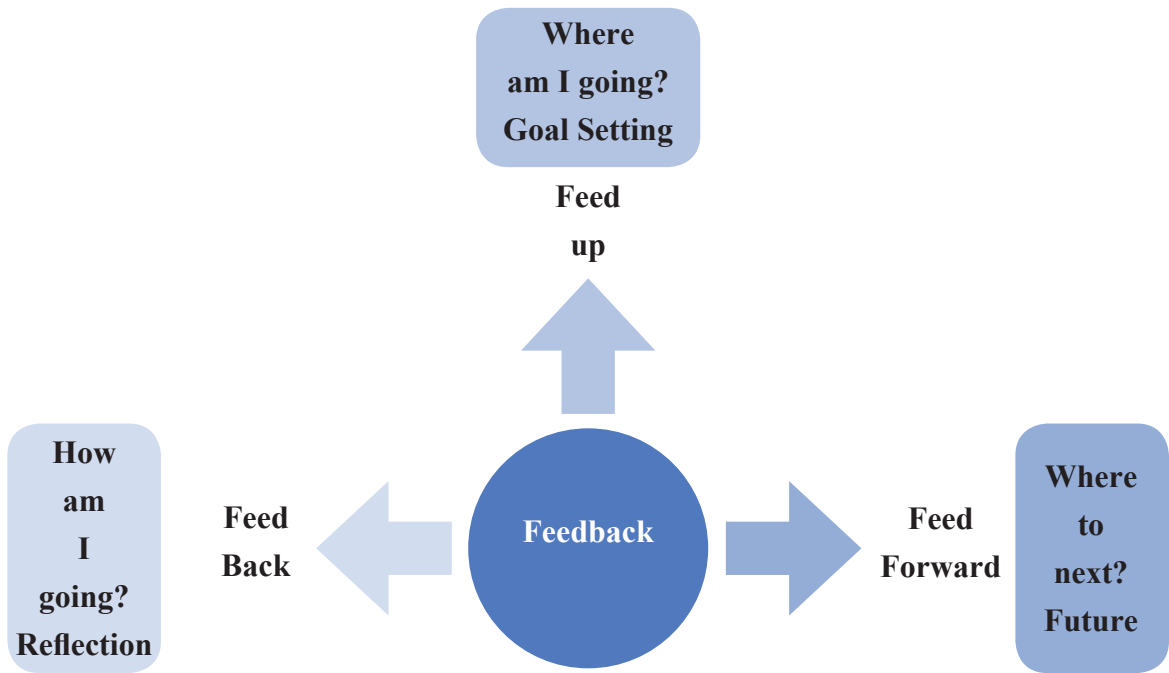 Where
am I going?
Goal Setting
Feed
up
How
am
I
going?
Reflection
Feed
Back
Feedback
Feed
Forward
Where
to
next?
Future